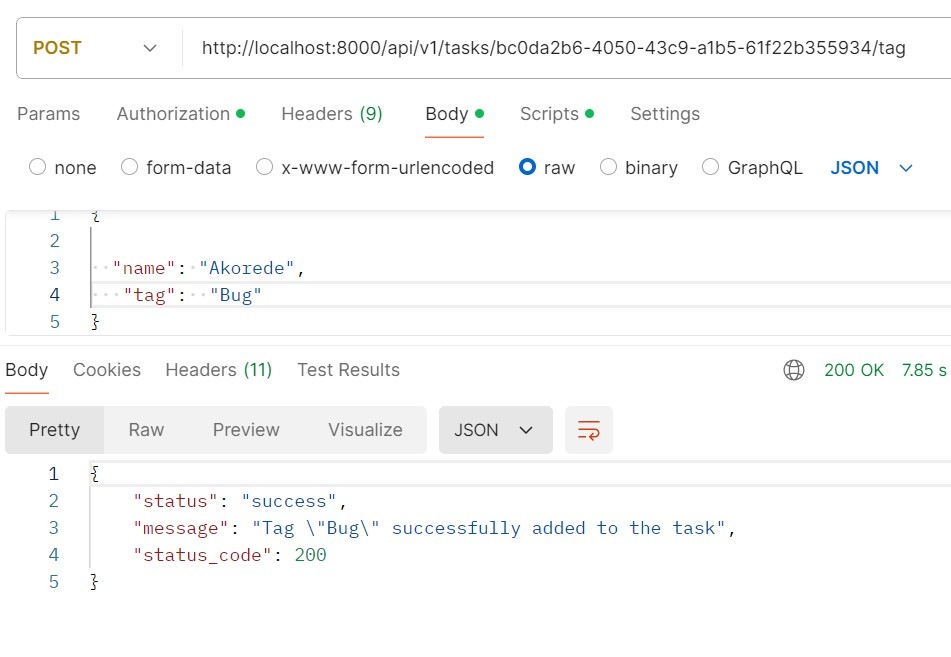 POST http://localhost:8000/api/v1/tasks/bc0da2b6-4050-43c9-a1b5-61f22b355934/tag
Params Authorization Headers (9) Body Scripts Settings
none form-data x-www-form-urlencoded raw binary GraphQL JSON
1 {
2
3 "name": "Akorede",
4 "tag": "Bug"
5 }
Body Cookies Headers (11) Test Results 200 OK 7.85 s
Pretty Raw Preview Visualize JSON
1 {
2 "status": "success",
3 "message": "Tag \"Bug\" successfully added to the task",
4 "status_code": 200
5 }